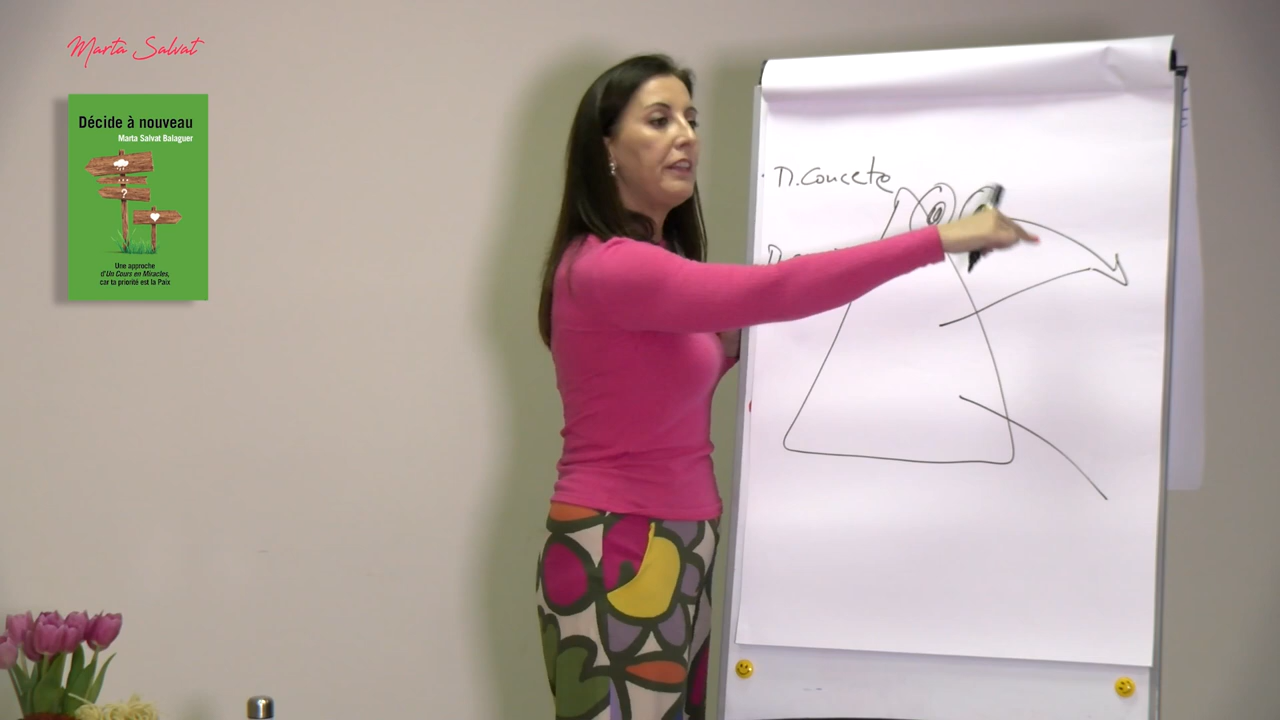 Marta Salvat
Décide à nouveau
Marta Salvat Balaguer
?
Une approche
d'Un Cours en Miracles,
car ta priorité est la Paix